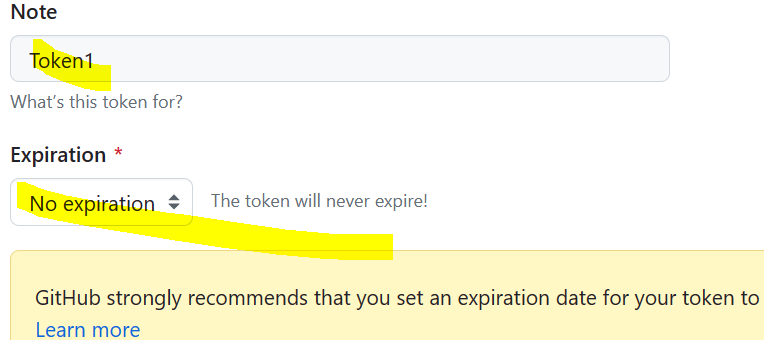 Note
Token1
What's this token for?
Expiration *
No expiration The token will never expire!
GitHub strongly recommends that you set an expiration date for your token to
Learn more